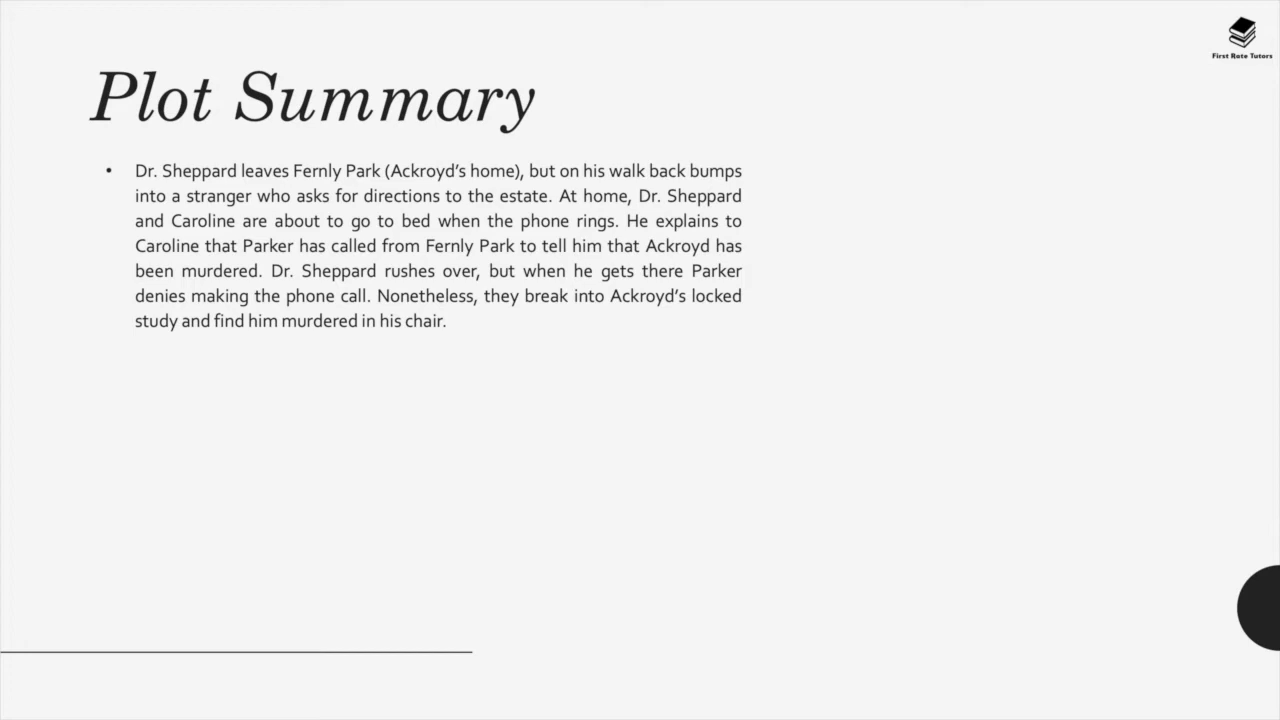 First Rate Tutors
Plot Summary
• Dr. Sheppard leaves Fernly Park (Ackroyd’s home), but on his walk back bumps
into a stranger who asks for directions to the estate. At home, Dr. Sheppard
and Caroline are about to go to bed when the phone rings. He explains to
Caroline that Parker has called from Fernly Park to tell him that Ackroyd has
been murdered. Dr. Sheppard rushes over, but when he gets there Parker
denies making the phone call. Nonetheless, they break into Ackroyd’s locked
study and find him murdered in his chair.